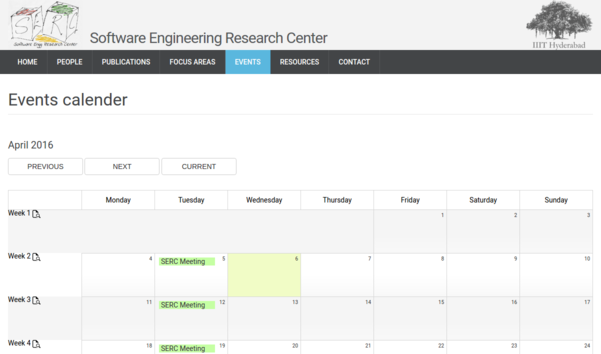 SERC
Software Engg Research Center
Software Engineering Research Center
IIIT Hyderabad
HOME PEOPLE PUBLICATIONS FOCUS AREAS EVENTS RESOURCES CONTACT
Events calender
April 2016
PREVIOUS NEXT CURRENT
Monday Tuesday Wednesday Thursday Friday Saturday Sunday
Week 1 1 2 3
Week 2 4 SERC Meeting 5 6 7 8 9 10
Week 3 11 SERC Meeting 12 13 14 15 16 17
Week 4 18 SERC Meeting 19 20 21 22 23 24